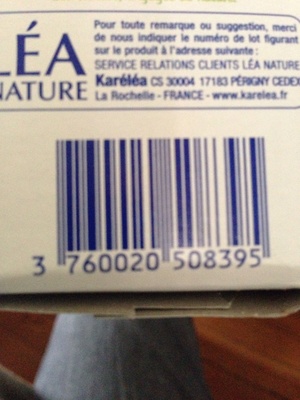 Pour toute remarque ou suggestion, merci
de nous indiquer le numéro de lot figurant
sur le produit à l'adresse suivante :
SERVICE RELATIONS CLIENTS LÉA NATURE
Karéléa CS 30004 17183 PÉRIGNY CEDEX
La Rochelle - FRANCE - www.karelea.fr
LÉA
NATURE
3 760020 508395